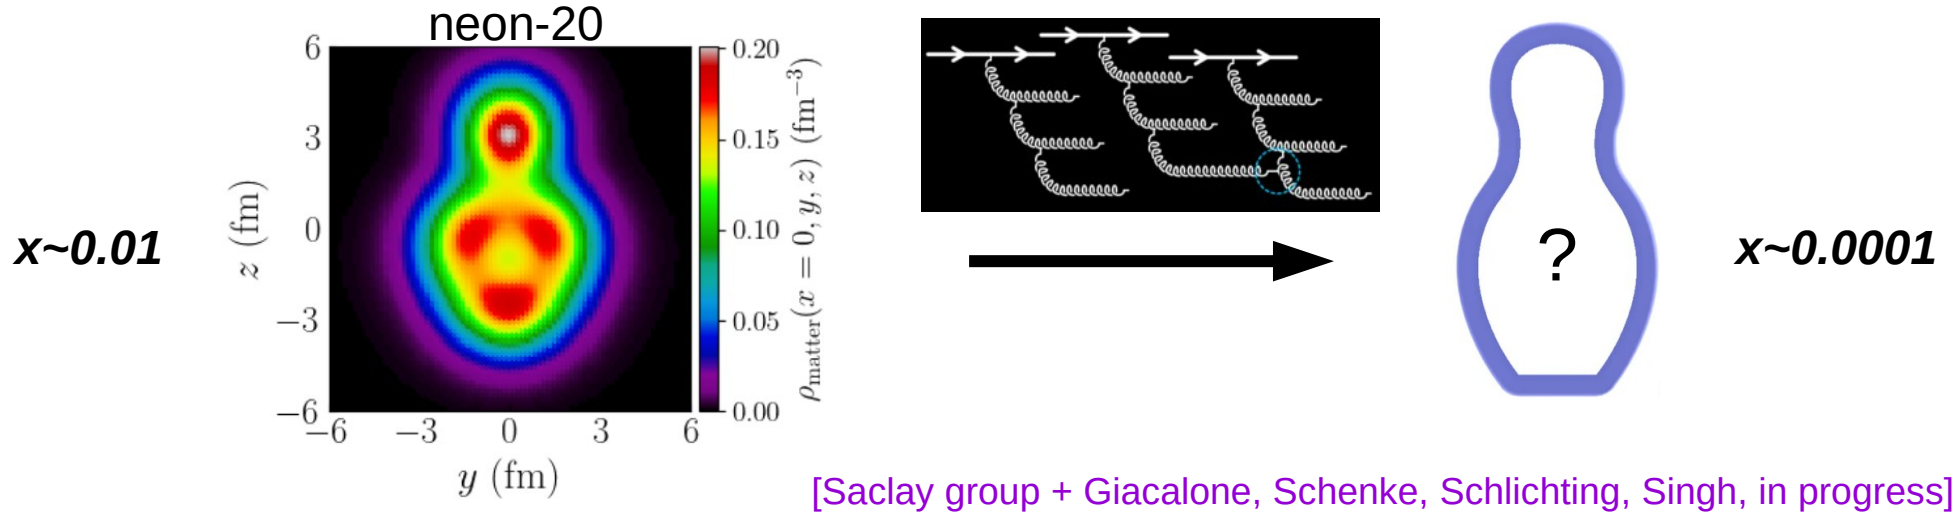 neon-20
6
3
0
−3
−6
z (fm)
−6 −3 0 3 6
y (fm)
0.20
0.15
0.10
0.05
0.00
ρmatter(x = 0, y, z) (fm−3)
x~0.01
?
x~0.0001
[Saclay group + Giacalone, Schenke, Schlichting, Singh, in progress]